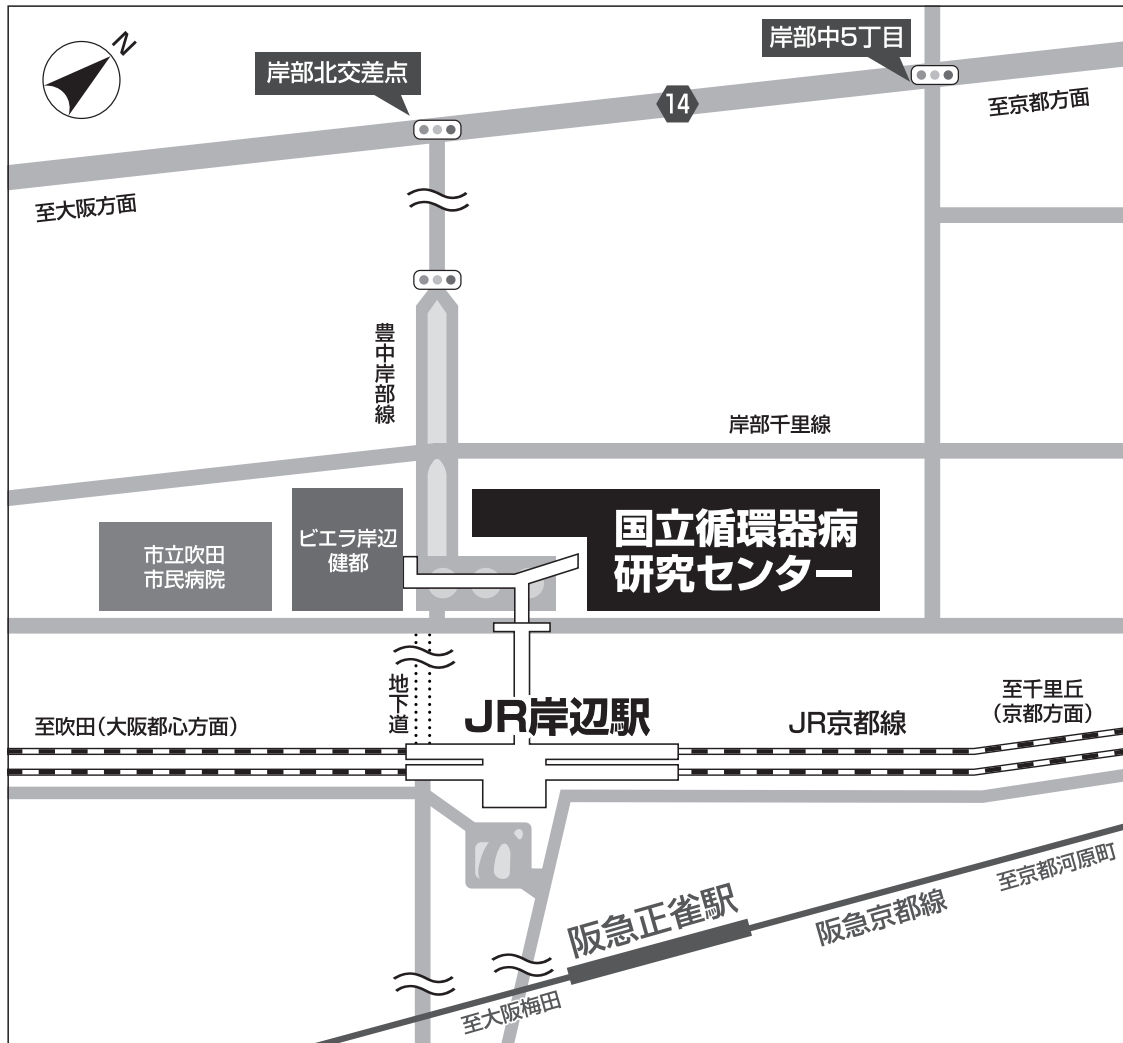 N
岸部中5丁目
岸部北交差点
14
至京都方面
至大阪方面
豊中岸部線
岸部千里線
国立循環器病
研究センター
ビエラ岸辺
健都
市立吹田
市民病院
地下道
JR岸辺駅
至千里丘
(京都方面)
至吹田(大阪都心方面)
JR京都線
至京都河原町
阪急正雀駅
阪急京都線
至大阪梅田